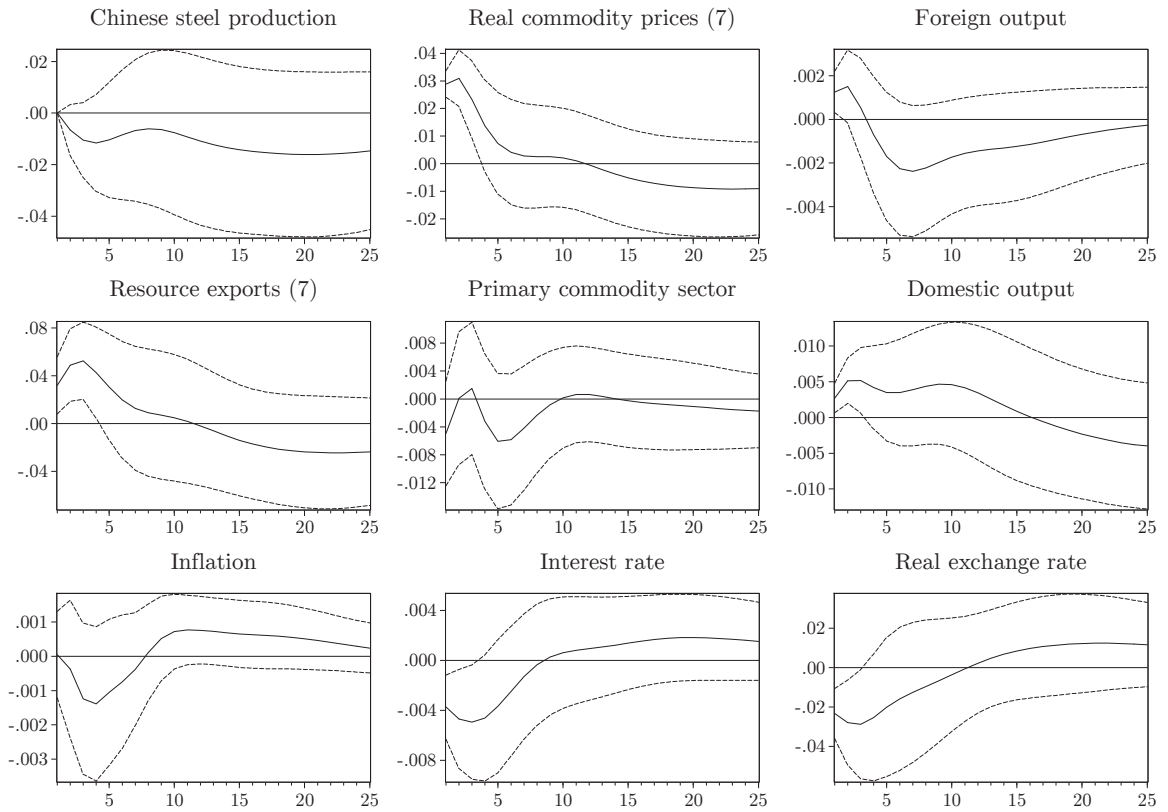 Chinese steel production
Real commodity prices (7)
Foreign output
.02
.00
-.02
-.04
5 10 15 20 25
.04
.03
.02
.01
.00
-.01
-.02
5 10 15 20 25
.002
.000
-.002
-.004
5 10 15 20 25
Resource exports (7)
Primary commodity sector
Domestic output
.08
.04
.00
-.04
5 10 15 20 25
.008
.004
.000
-.004
-.008
-.012
5 10 15 20 25
.010
.005
.000
-.005
-.010
5 10 15 20 25
Inflation
Interest rate
Real exchange rate
.001
.000
-.001
-.002
-.003
5 10 15 20 25
.004
.000
-.004
-.008
5 10 15 20 25
.02
.00
-.02
-.04
5 10 15 20 25